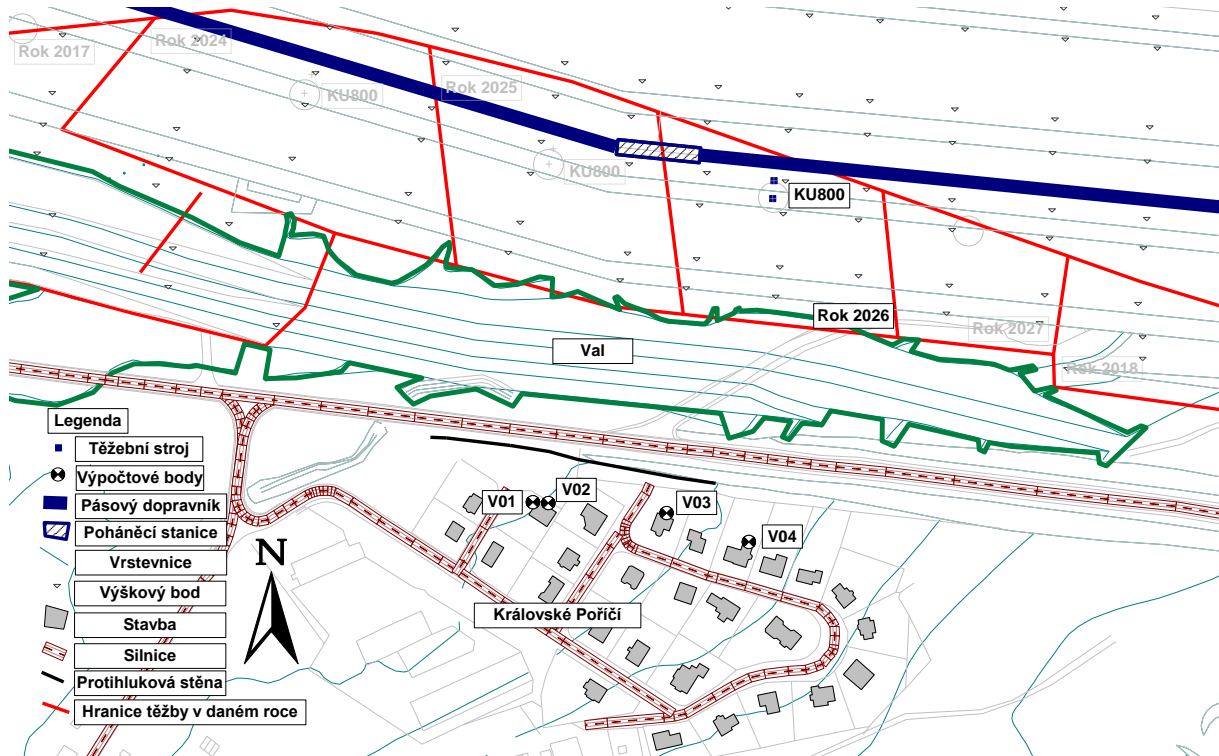 Rok 2017
Rok 2024
KU800
Rok 2025
KU800
KU800
Rok 2026
Rok 2027
Rok 2018
Val
Legenda
Těžební stroj
Výpočtové body
Pásový dopravník
Poháněcí stanice
Vrstevnice
Výškový bod
Stavba
Silnice
Protihluková stěna
Hranice těžby v daném roce
N
V01
V02
V03
V04
Královské Poříčí